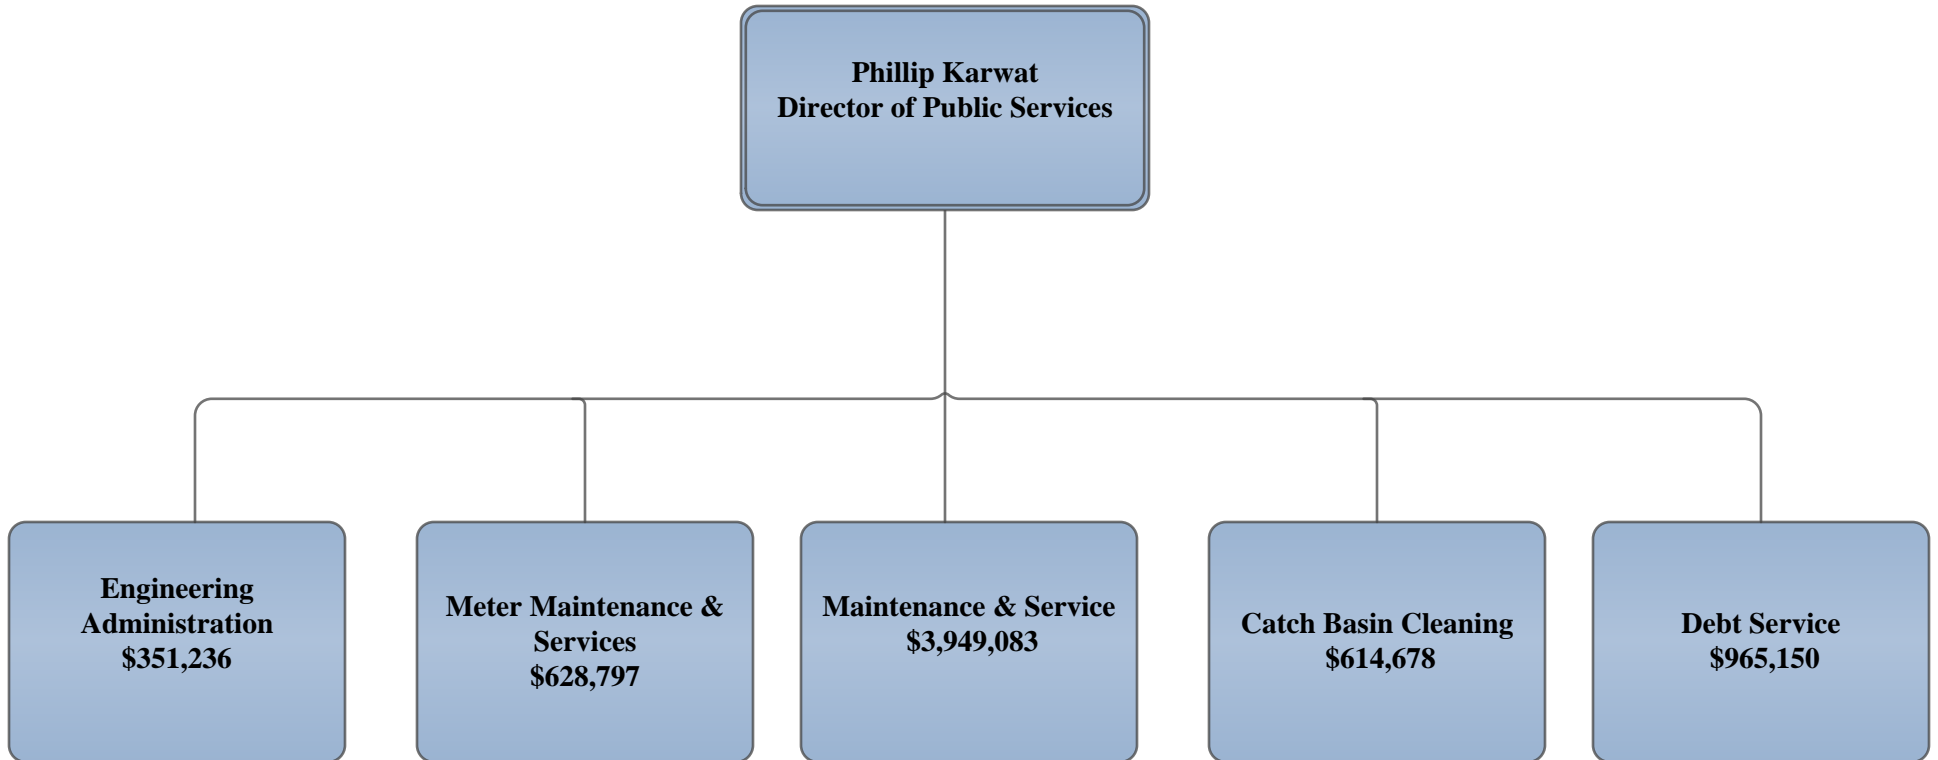 Phillip Karwat
Director of Public Services
Engineering
Administration
$351,236
Meter Maintenance &
Services
$628,797
Maintenance & Service
$3,949,083
Catch Basin Cleaning
$614,678
Debt Service
$965,150